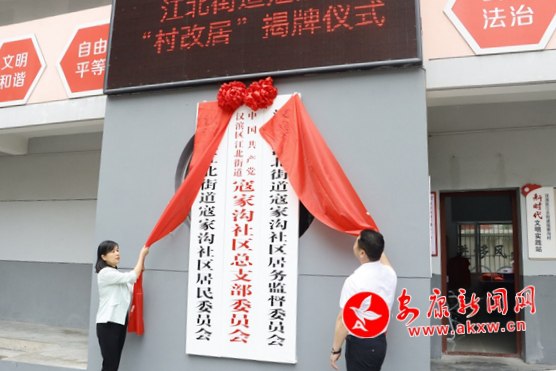 江北街道寇
“村改居”揭牌仪式
文明
和谐
自由
平等
法治
江北街道寇家沟社区居民委员会
中国共产党
汉滨区江北街道
寇家沟社区总支部委员会
江北街道寇家沟社区居务监督委员会
新时代
文明实践站
安康新闻网
www.akxw.cn